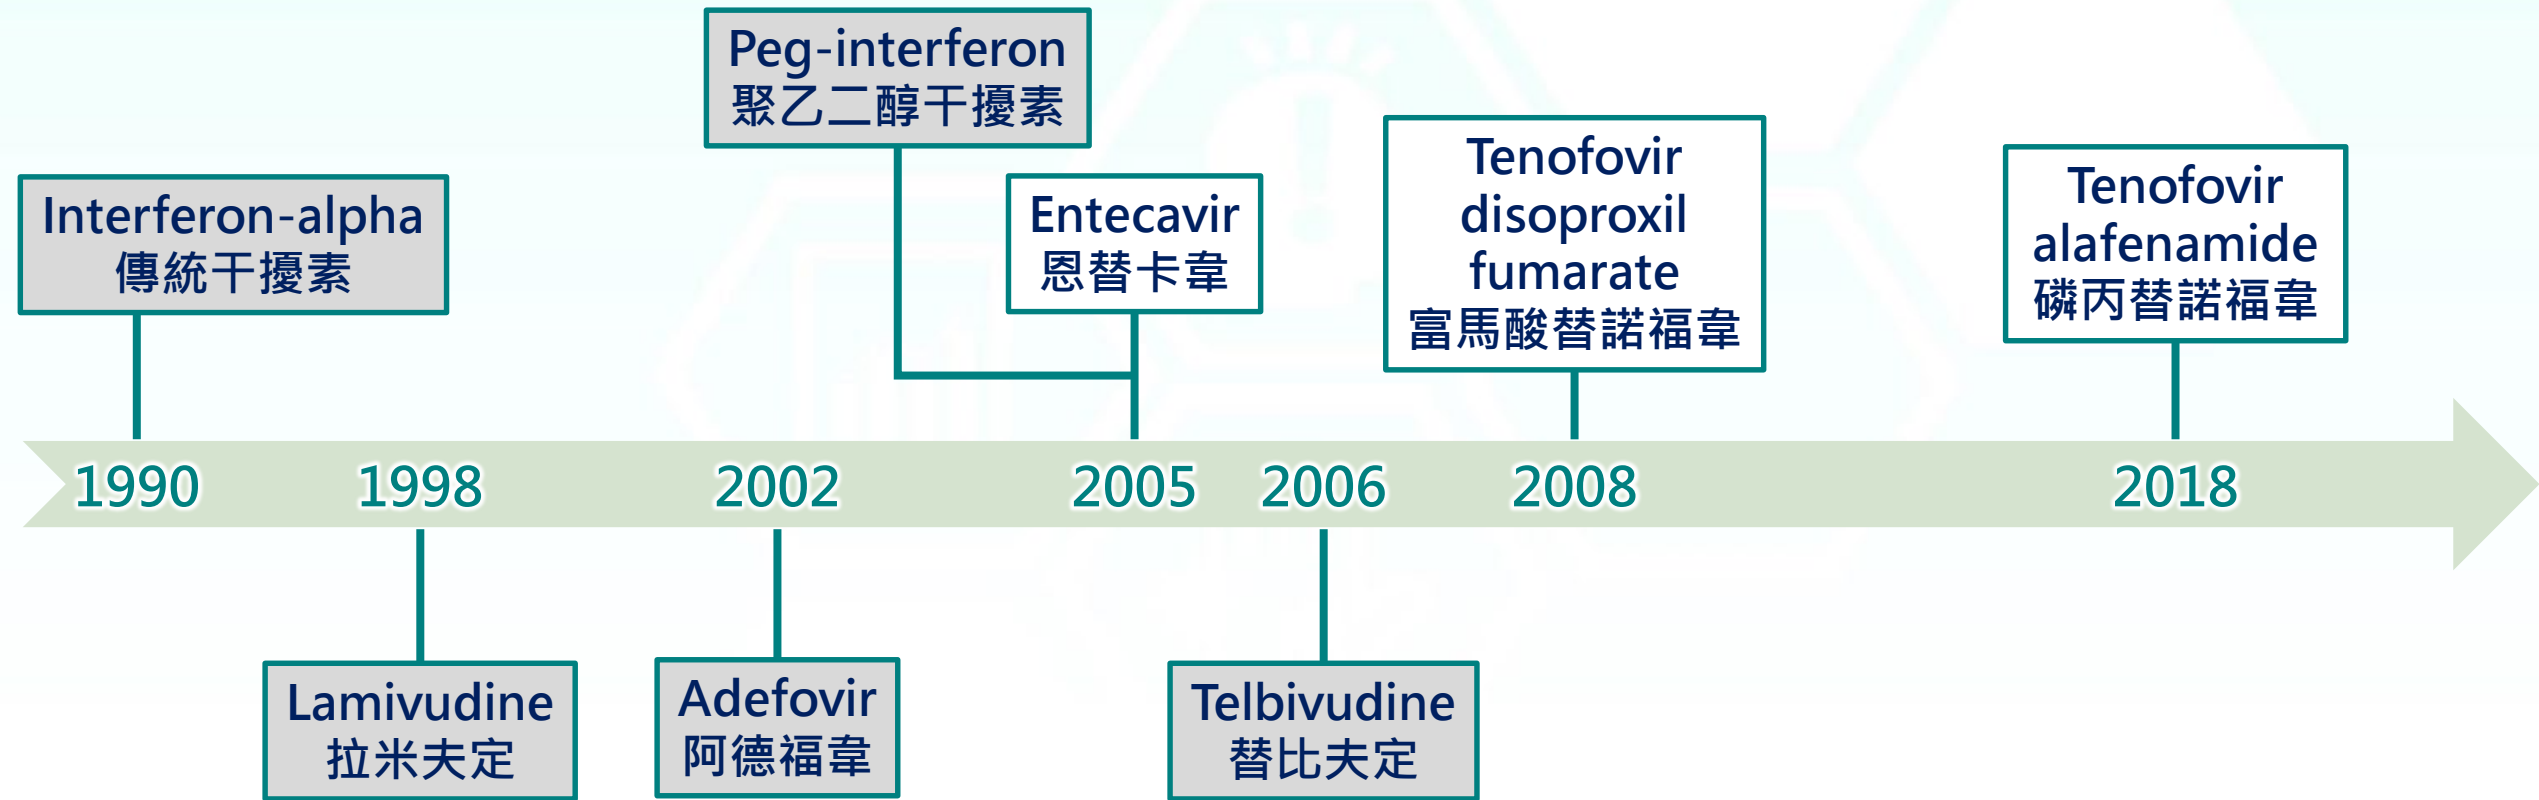 Peg-interferon
聚乙二醇干擾素
Interferon-alpha
傳統干擾素
Entecavir
恩替卡韋
Tenofovir
disoproxil
fumarate
富馬酸替諾福韋
Tenofovir
alafenamide
磷丙替諾福韋
1990
1998
2002
2005
2006
2008
2018
Lamivudine
拉米夫定
Adefovir
阿德福韋
Telbivudine
替比夫定